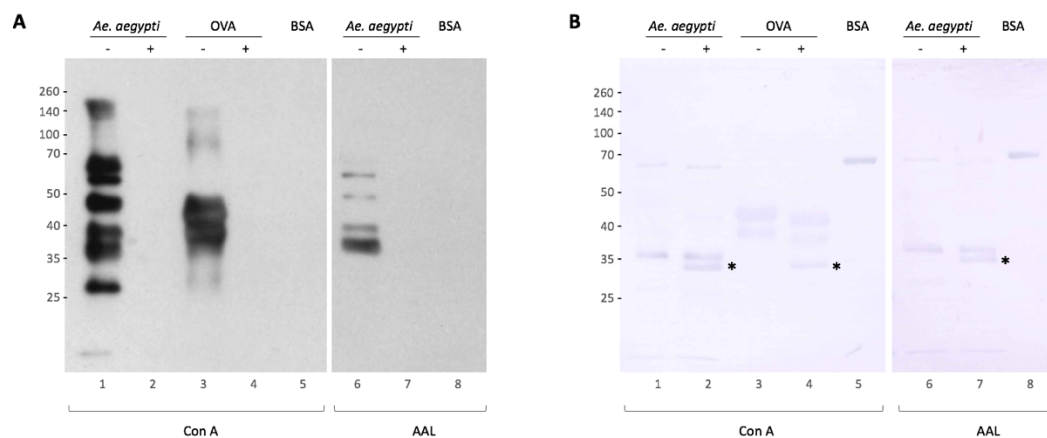 A
Ae. aegypti OVA BSA Ae. aegypti BSA
- + - + - +
260 -
140 -
100 -
70 -
50 -
40 -
35 -
25 -
1 2 3 4 5 6 7 8
Con A AAL
B
Ae. aegypti OVA BSA Ae. aegypti BSA
- + - + - +
260 -
140 -
100 -
70 -
50 -
40 -
35 -
25 -
* * *
1 2 3 4 5 6 7 8
Con A AAL